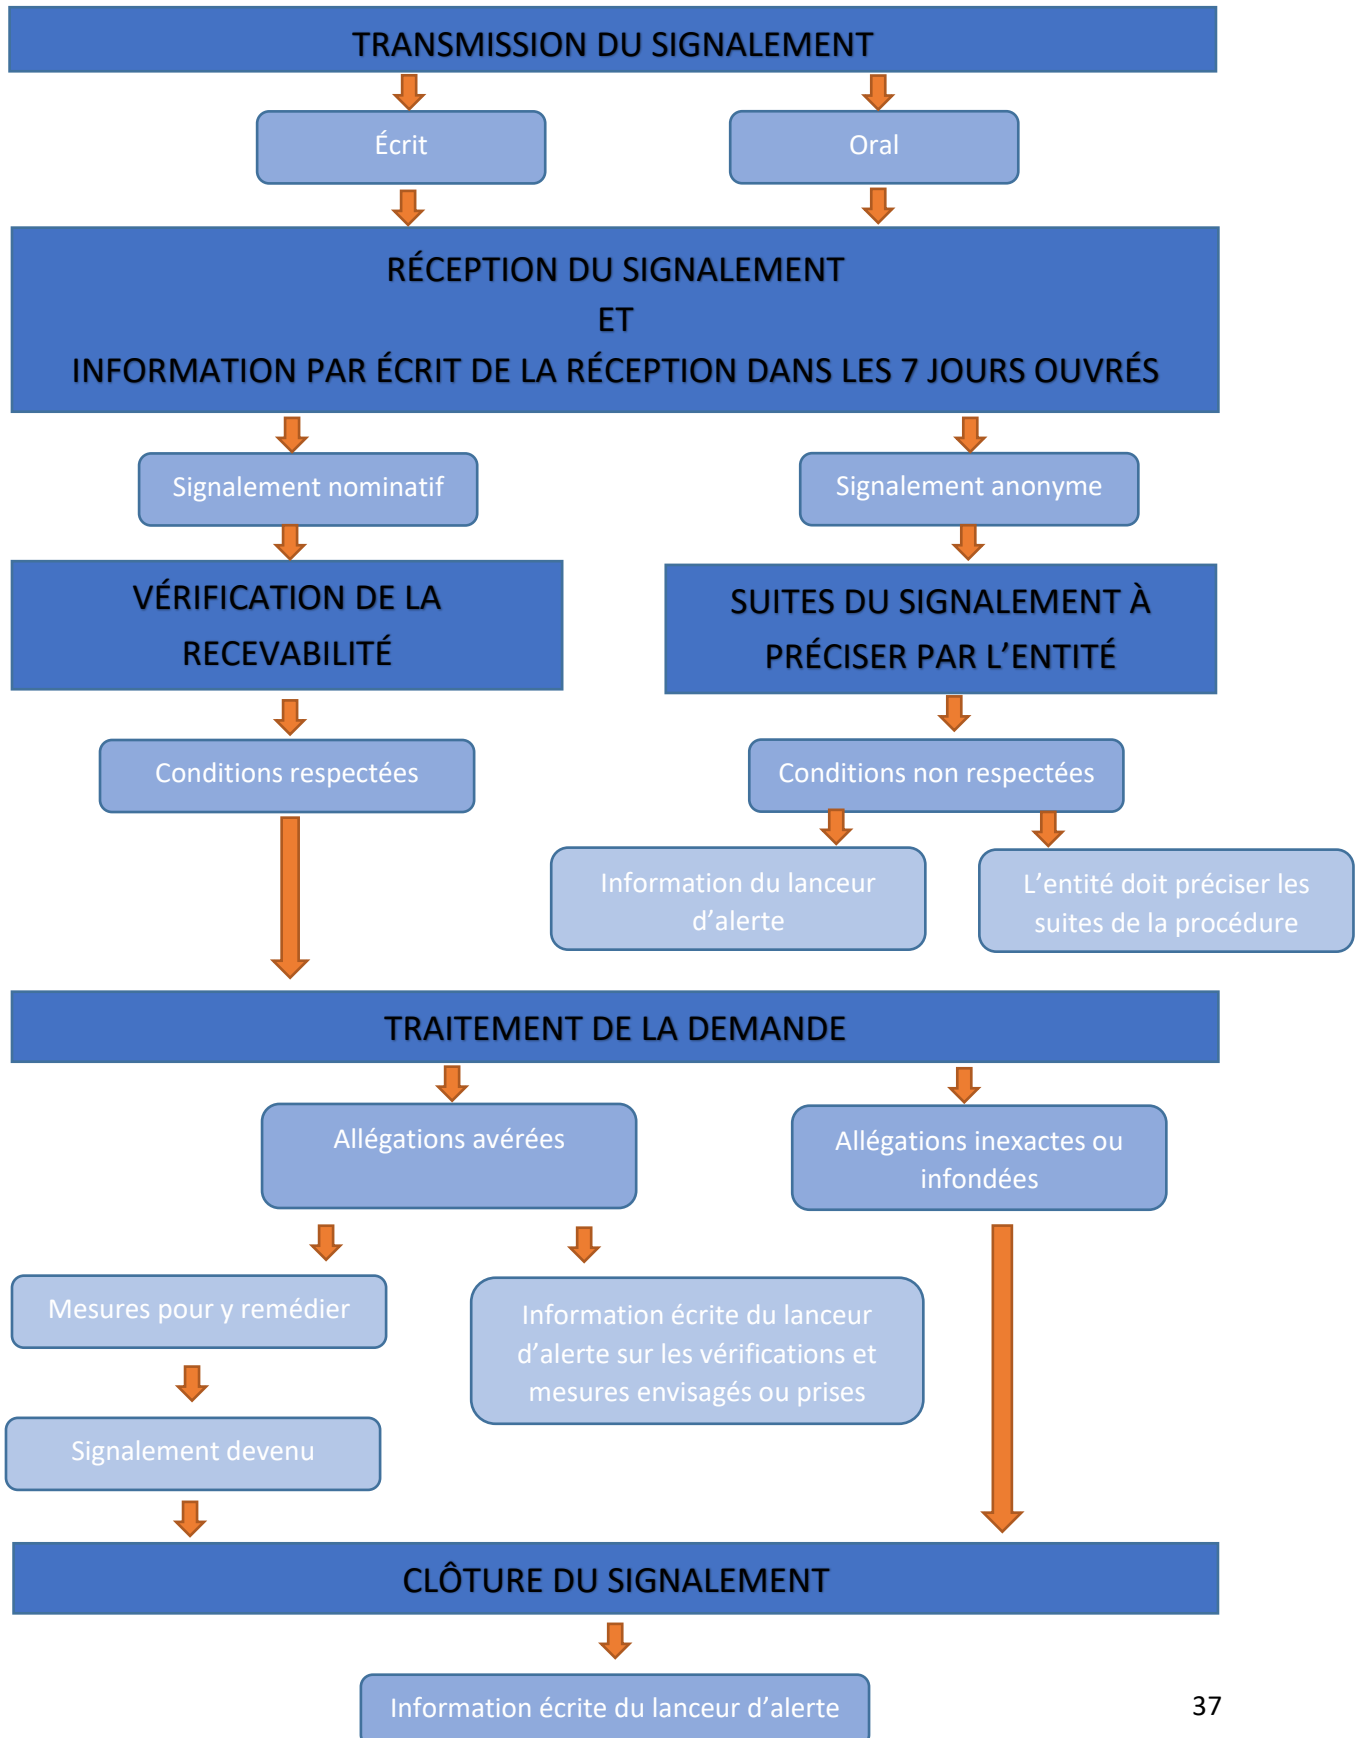 TRANSMISSION DU SIGNALEMENT
Écrit
Oral
RÉCEPTION DU SIGNALEMENT
ET
INFORMATION PAR ÉCRIT DE LA RÉCEPTION DANS LES 7 JOURS OUVRÉS
Signalement nominatif
Signalement anonyme
VÉRIFICATION DE LA
RECEVABILITÉ
SUITES DU SIGNALEMENT À
PRÉCISER PAR L’ENTITÉ
Conditions respectées
Conditions non respectées
Information du lanceur
d’alerte
L’entité doit préciser les
suites de la procédure
TRAITEMENT DE LA DEMANDE
Allégations avérées
Allégations inexactes ou
infondées
Mesures pour y remédier
Information écrite du lanceur
d’alerte sur les vérifications et
mesures envisagés ou prises
Signalement devenu
CLÔTURE DU SIGNALEMENT
Information écrite du lanceur d’alerte
37